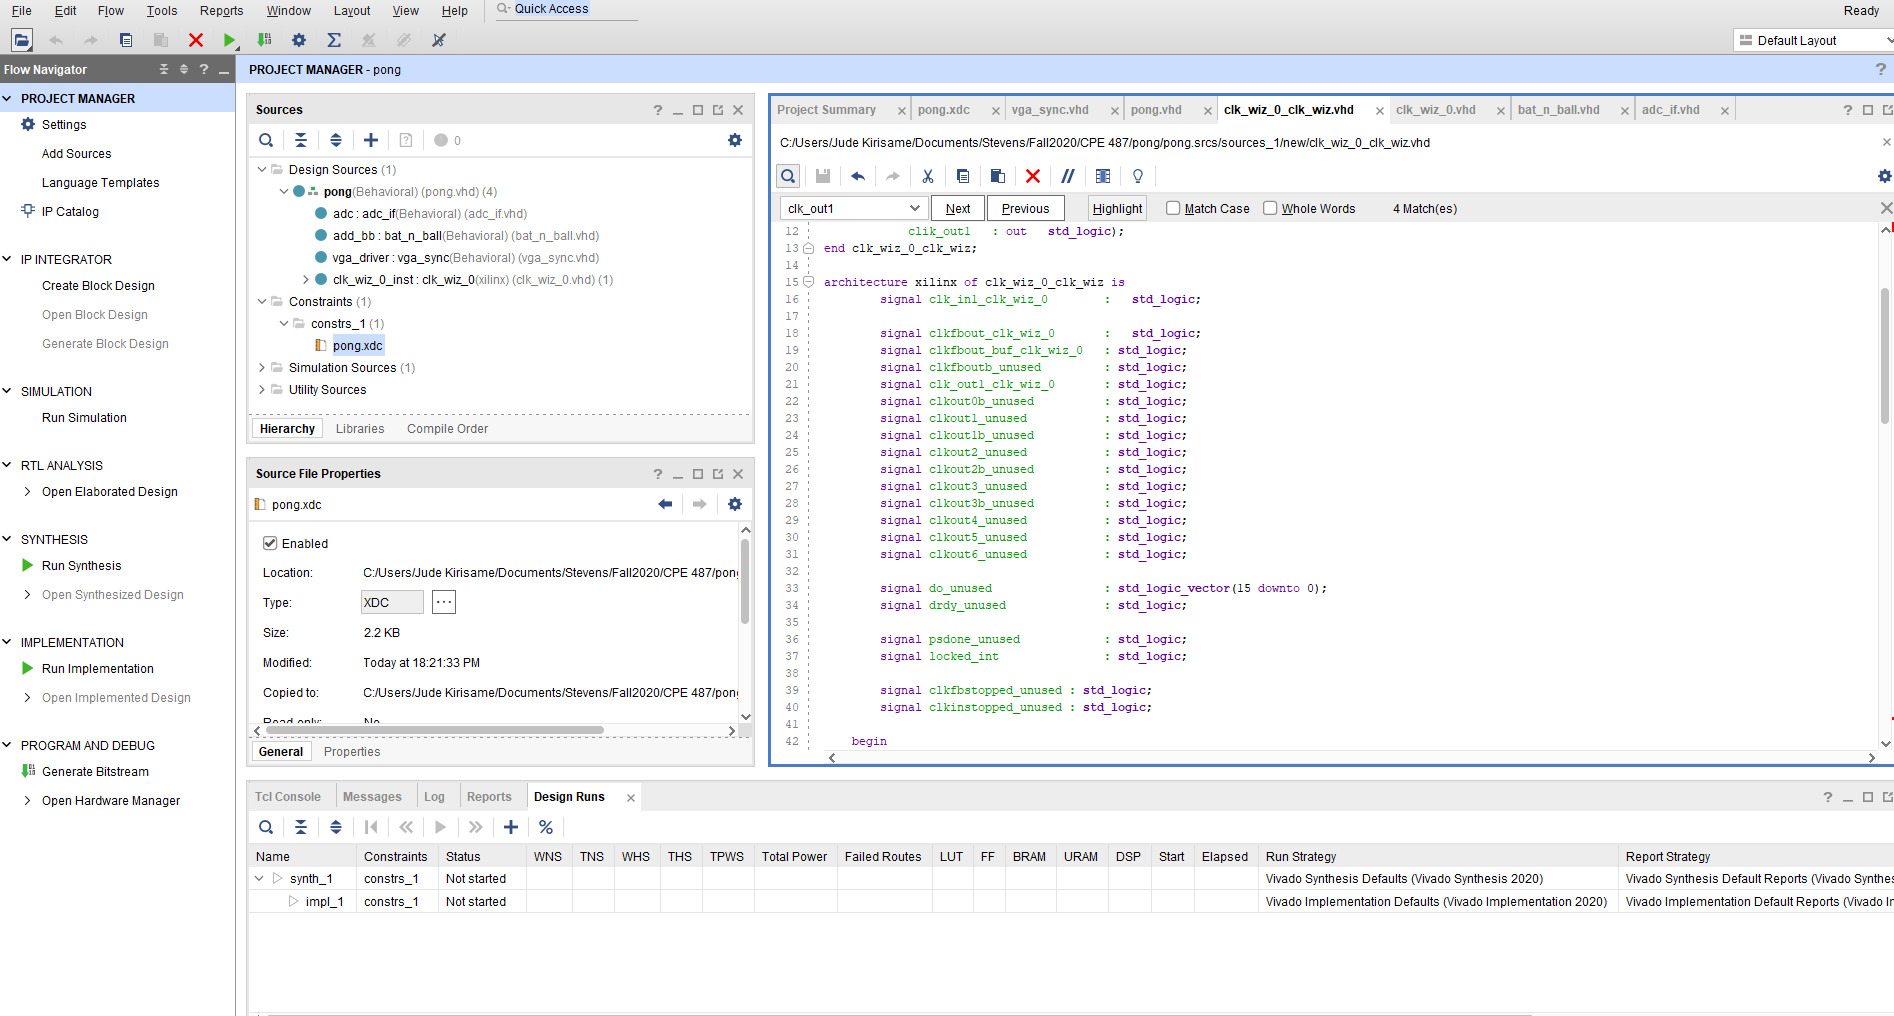 File Edit Flow Tools Reports Window Layout View Help Quick Access Ready
Default Layout
Flow Navigator
PROJECT MANAGER
Settings
Add Sources
Language Templates
IP Catalog
IP INTEGRATOR
Create Block Design
Open Block Design
Generate Block Design
SIMULATION
Run Simulation
RTL ANALYSIS
Open Elaborated Design
SYNTHESIS
Run Synthesis
Open Synthesized Design
IMPLEMENTATION
Run Implementation
Open Implemented Design
PROGRAM AND DEBUG
Generate Bitstream
Open Hardware Manager
PROJECT MANAGER - pong
Sources
0
Design Sources (1)
pong(Behavioral) (pong.vhd) (4)
adc : adc_if(Behavioral) (adc_if.vhd)
add_bb : bat_n_ball(Behavioral) (bat_n_ball.vhd)
vga_driver : vga_sync(Behavioral) (vga_sync.vhd)
clk_wiz_0_inst : clk_wiz_0(xilinx) (clk_wiz_0.vhd) (1)
Constraints (1)
constrs_1 (1)
pong.xdc
Simulation Sources (1)
Utility Sources
Hierarchy Libraries Compile Order
Source File Properties
pong.xdc
Enabled
Location: C:/Users/Jude Kirisame/Documents/Stevens/Fall2020/CPE 487/pong
Type: XDC ...
Size: 2.2 KB
Modified: Today at 18:21:33 PM
Copied to: C:/Users/Jude Kirisame/Documents/Stevens/Fall2020/CPE 487/pong
Read-only: No
General Properties
Project Summary pong.xdc vga_sync.vhd pong.vhd clk_wiz_0_clk_wiz.vhd clk_wiz_0.vhd bat_n_ball.vhd adc_if.vhd
C:/Users/Jude Kirisame/Documents/Stevens/Fall2020/CPE 487/pong/pong.srcs/sources_1/new/clk_wiz_0_clk_wiz.vhd
clk_out1 Next Previous Highlight Match Case Whole Words 4 Match(es)
12 clik_out1 : out std_logic);
13 end clk_wiz_0_clk_wiz;
14
15 architecture xilinx of clk_wiz_0_clk_wiz is
16 signal clk_in1_clk_wiz_0 : std_logic;
17
18 signal clkfbout_clk_wiz_0 : std_logic;
19 signal clkfbout_buf_clk_wiz_0 : std_logic;
20 signal clkfboutb_unused : std_logic;
21 signal clk_out1_clk_wiz_0 : std_logic;
22 signal clkout0b_unused : std_logic;
23 signal clkout1_unused : std_logic;
24 signal clkout1b_unused : std_logic;
25 signal clkout2_unused : std_logic;
26 signal clkout2b_unused : std_logic;
27 signal clkout3_unused : std_logic;
28 signal clkout3b_unused : std_logic;
29 signal clkout4_unused : std_logic;
30 signal clkout5_unused : std_logic;
31 signal clkout6_unused : std_logic;
32
33 signal do_unused : std_logic_vector(15 downto 0);
34 signal drdy_unused : std_logic;
35
36 signal psdone_unused : std_logic;
37 signal locked_int : std_logic;
38
39 signal clkfbstopped_unused : std_logic;
40 signal clkinstopped_unused : std_logic;
41
42 begin
Tcl Console Messages Log Reports Design Runs
Name Constraints Status WNS TNS WHS THS TPWS Total Power Failed Routes LUT FF BRAM URAM DSP Start Elapsed Run Strategy Report Strategy
synth_1 constrs_1 Not started Vivado Synthesis Defaults (Vivado Synthesis 2020) Vivado Synthesis Default Reports (Vivado Synthes
impl_1 constrs_1 Not started Vivado Implementation Defaults (Vivado Implementation 2020) Vivado Implementation Default Reports (Vivado Ir